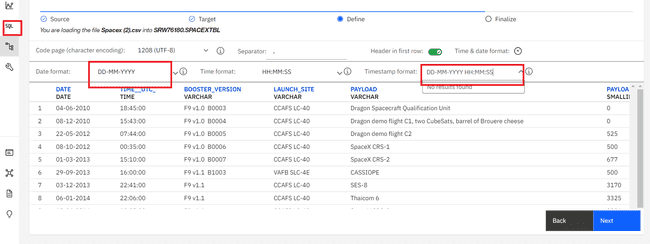 Source Target Define Finalize
You are loading the file Spacex (2).csv into SRW76180.SPACEXTBL
SQL
Code page (character encoding): 1208 (UTF-8) Separator: , Header in first row: Time & date format:
Date format: DD-MM-YYYY Time format: HH:MM:SS Timestamp format: DD-MM-YYYY HH:MM:SS
No results found
DATE TIME__UTC_ BOOSTER_VERSION LAUNCH_SITE PAYLOAD PAYLO
DATE TIME VARCHAR VARCHAR VARCHAR SMALLI
1 04-06-2010 18:45:00 F9 v1.0 B0003 CCAFS LC-40 Dragon Spacecraft Qualification Unit 0
2 08-12-2010 15:43:00 F9 v1.0 B0004 CCAFS LC-40 Dragon demo flight C1, two CubeSats, barrel of Brouere cheese 0
3 22-05-2012 07:44:00 F9 v1.0 B0005 CCAFS LC-40 Dragon demo flight C2 525
4 08-10-2012 00:35:00 F9 v1.0 B0006 CCAFS LC-40 SpaceX CRS-1 500
5 01-03-2013 15:10:00 F9 v1.0 B0007 CCAFS LC-40 SpaceX CRS-2 677
6 29-09-2013 16:00:00 F9 v1.1 B1003 VAFB SLC-4E CASSIOPE 500
7 03-12-2013 22:41:00 F9 v1.1 CCAFS LC-40 SES-8 3170
8 06-01-2014 22:06:00 F9 v1.1 CCAFS LC-40 Thaicom 6 3325
Back Next